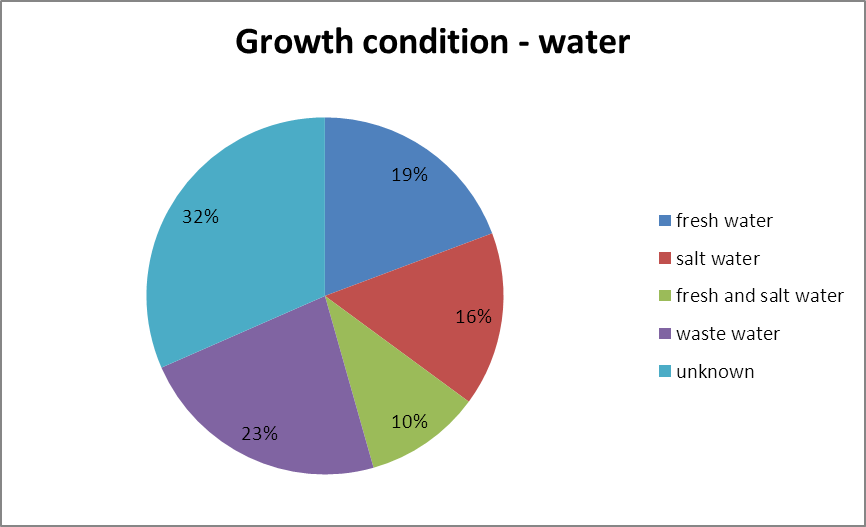 Growth condition - water
19%
16%
10%
23%
32%
fresh water
salt water
fresh and salt water
waste water
unknown